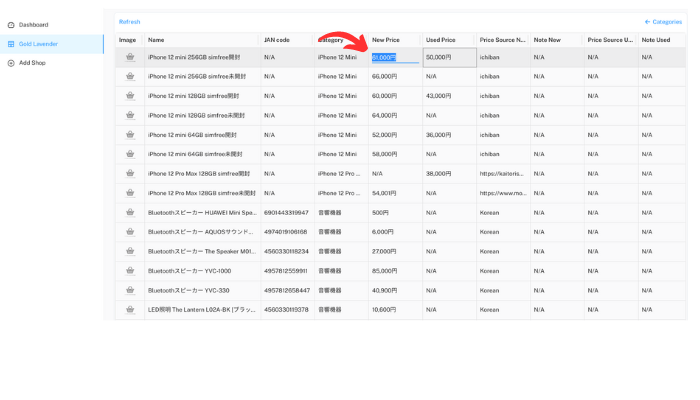 Dashboard
Gold Lavender
Add Shop
Refresh ← Categories
Image Name JAN code Category New Price Used Price Price Source N... Note New Price Source U... Note Used
iPhone 12 mini 256GB simfree開封 N/A iPhone 12 Mini 61,000円 50,000円 ichiban N/A N/A N/A
iPhone 12 mini 256GB simfree未開封 N/A iPhone 12 Mini 66,000円 N/A ichiban N/A N/A N/A
iPhone 12 mini 128GB simfree開封 N/A iPhone 12 Mini 60,000円 43,000円 ichiban N/A N/A N/A
iPhone 12 mini 128GB simfree未開封 N/A iPhone 12 Mini 64,000円 N/A ichiban N/A N/A N/A
iPhone 12 mini 64GB simfree開封 N/A iPhone 12 Mini 52,000円 36,000円 ichiban N/A N/A N/A
iPhone 12 mini 64GB simfree未開封 N/A iPhone 12 Mini 58,000円 N/A ichiban N/A N/A N/A
iPhone 12 Pro Max 128GB simfree開封 N/A iPhone 12 Pro ... N/A 38,000円 https://kaitoris... N/A N/A N/A
iPhone 12 Pro Max 128GB simfree未開封 N/A iPhone 12 Pro ... 54,001円 N/A https://www.mo... N/A N/A N/A
Bluetoothスピーカー HUAWEI Mini Spe... 6901443319947 音響機器 500円 N/A Korean N/A N/A N/A
Bluetoothスピーカー AQUOSサウンド... 4974019106168 音響機器 6,000円 N/A Korean N/A N/A N/A
Bluetoothスピーカー The Speaker M01... 4560330118234 音響機器 27,000円 N/A Korean N/A N/A N/A
Bluetoothスピーカー YVC-1000 4957812559911 音響機器 85,000円 N/A Korean N/A N/A N/A
Bluetoothスピーカー YVC-330 4957812658447 音響機器 40,900円 N/A Korean N/A N/A N/A
LED照明 The Lantern L02A-BK [ブラッ... 4560330119378 音響機器 10,600円 N/A Korean N/A N/A N/A